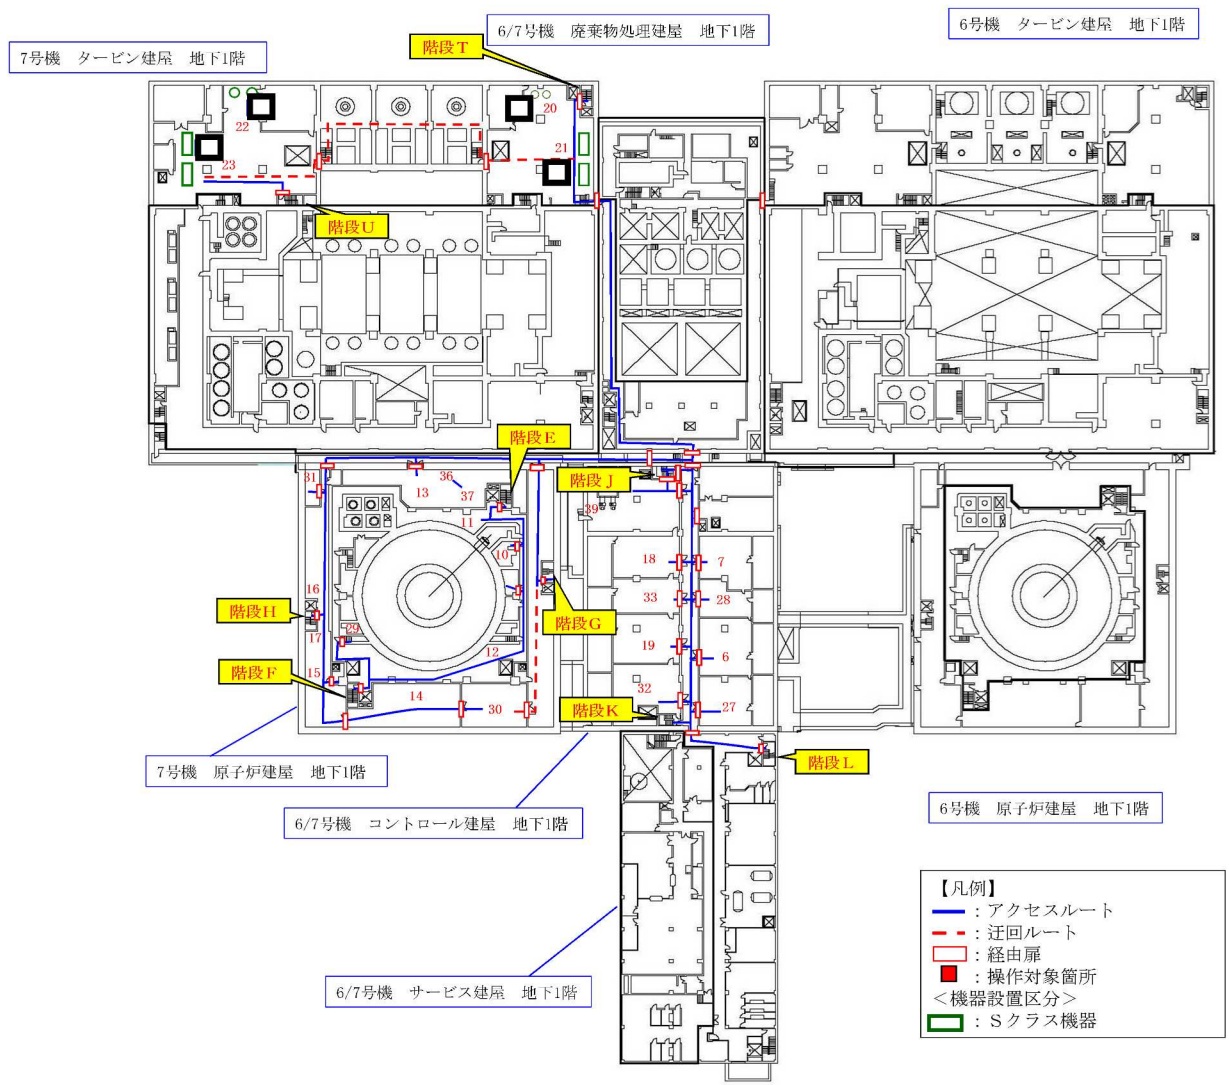 6/7号機　廃棄物処理建屋　地下1階
6号機　タービン建屋　地下1階
7号機　タービン建屋　地下1階
階段T
22
20
23
21
階段U
階段E
31
13
36
37
階段J
11
39
10
18
7
16
33
28
階段H
階段G
17
29
12
19
6
階段F
15
14
32
30
階段K
27
階段L
7号機　原子炉建屋　地下1階
6/7号機　コントロール建屋　地下1階
6号機　原子炉建屋　地下1階
【凡例】
：アクセスルート
：迂回ルート
：経由扉
：操作対象箇所
＜機器設置区分＞
：Sクラス機器
6/7号機　サービス建屋　地下1階